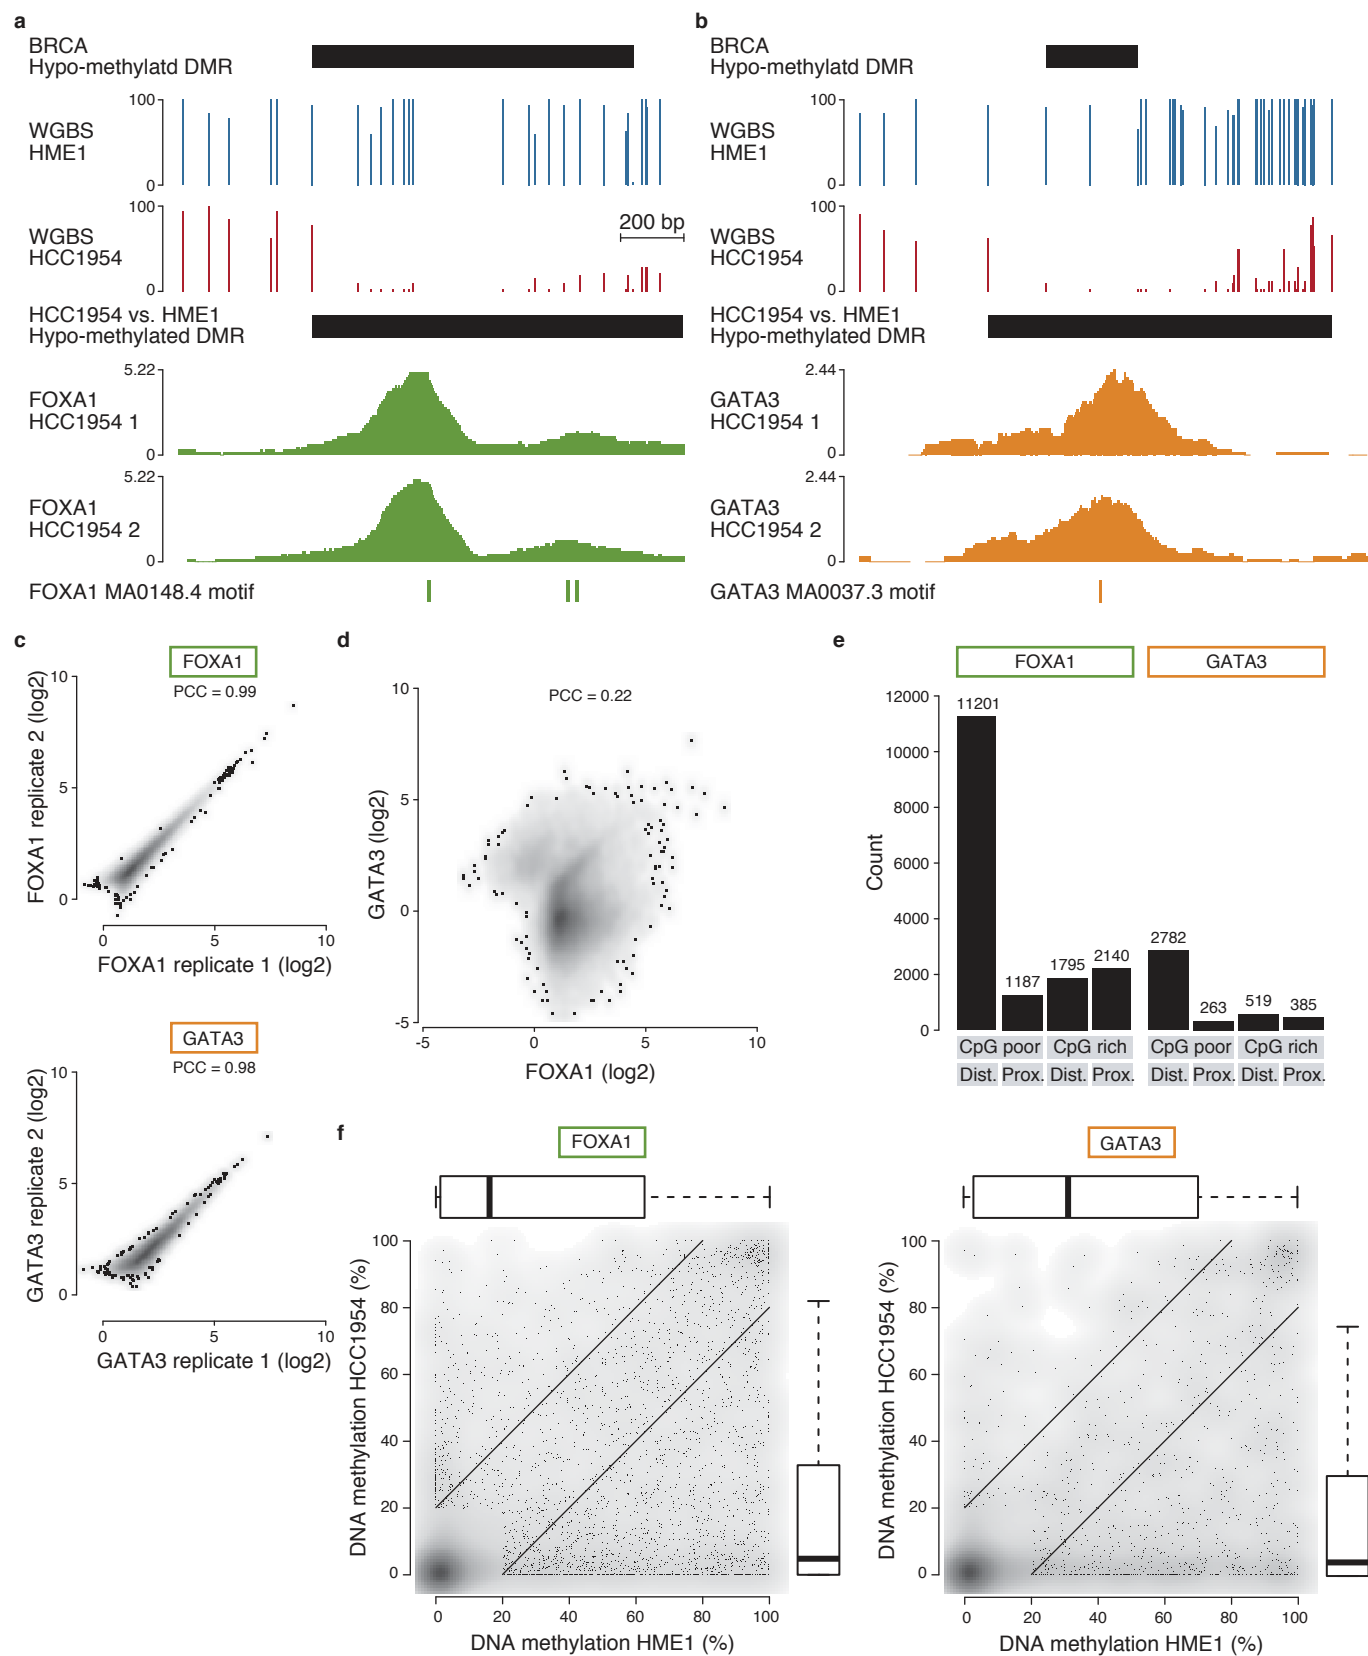 a
BRCA
Hypo-methylatd DMR
100
WGBS
HME1
0
100
WGBS
HCC1954
200 bp
0
HCC1954 vs. HME1
Hypo-methylated DMR
5.22
FOXA1
HCC1954 1
0
5.22
FOXA1
HCC1954 2
0
FOXA1 MA0148.4 motif
b
BRCA
Hypo-methylatd DMR
100
WGBS
HME1
0
100
WGBS
HCC1954
0
HCC1954 vs. HME1
Hypo-methylated DMR
2.44
GATA3
HCC1954 1
0
2.44
GATA3
HCC1954 2
0
GATA3 MA0037.3 motif
c
FOXA1
PCC = 0.99
FOXA1 replicate 2 (log2)
10
5
0
0 5 10
FOXA1 replicate 1 (log2)
GATA3
PCC = 0.98
GATA3 replicate 2 (log2)
10
5
0
0 5 10
GATA3 replicate 1 (log2)
d
PCC = 0.22
GATA3 (log2)
10
5
0
-5
-5 0 5 10
FOXA1 (log2)
e
FOXA1 GATA3
Count
12000
10000
8000
6000
4000
2000
0
11201 1187 1795 2140 2782 263 519 385
CpG poor CpG rich CpG poor CpG rich
Dist. Prox. Dist. Prox. Dist. Prox. Dist. Prox.
f
FOXA1
DNA methylation HCC1954 (%)
100
80
60
40
20
0
0 20 40 60 80 100
DNA methylation HME1 (%)
GATA3
DNA methylation HCC1954 (%)
100
80
60
40
20
0
0 20 40 60 80 100
DNA methylation HME1 (%)